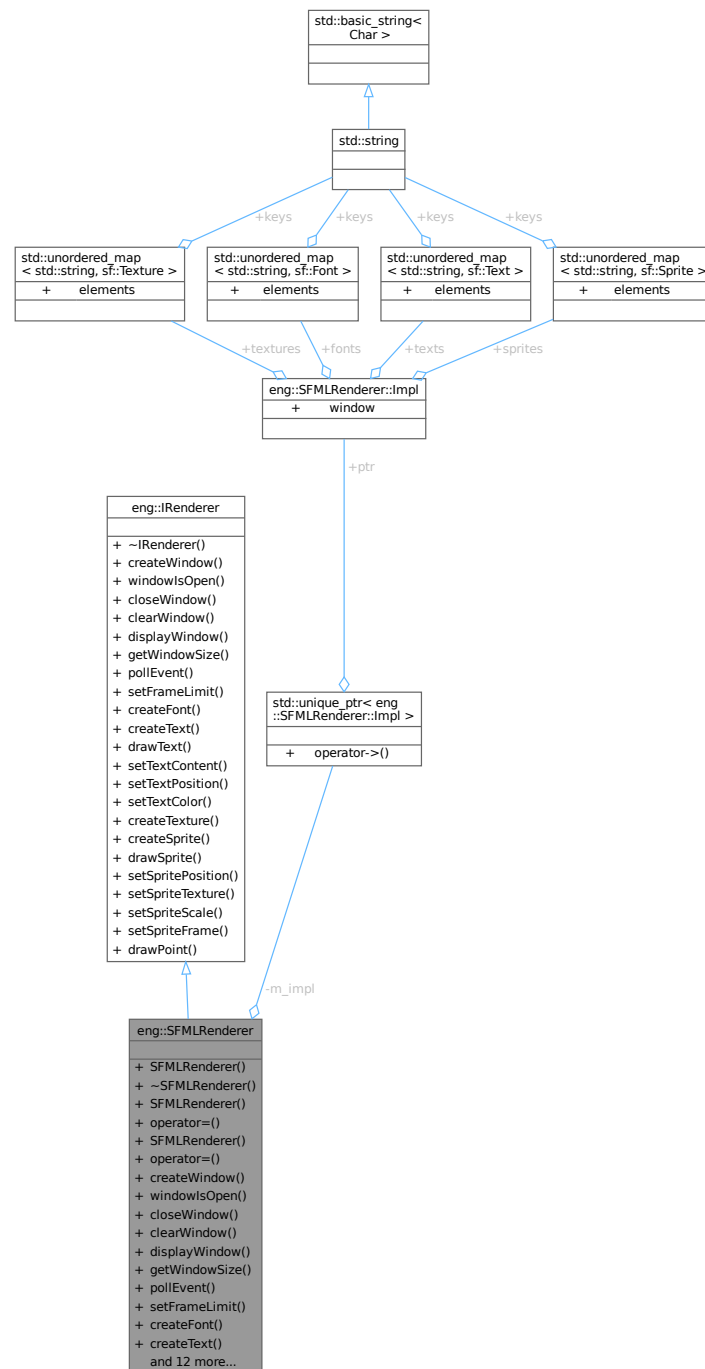 std::basic_string<
Char >
std::string
+keys
+keys
+keys
+keys
std::unordered_map
< std::string, sf::Texture >
+ elements
std::unordered_map
< std::string, sf::Font >
+ elements
std::unordered_map
< std::string, sf::Text >
+ elements
std::unordered_map
< std::string, sf::Sprite >
+ elements
+textures
+fonts
+texts
+sprites
eng::SFMLRenderer::Impl
+ window
+ptr
eng::IRenderer
+ ~IRenderer()
+ createWindow()
+ windowIsOpen()
+ closeWindow()
+ clearWindow()
+ displayWindow()
+ getWindowSize()
+ pollEvent()
+ setFrameLimit()
+ createFont()
+ createText()
+ drawText()
+ setTextContent()
+ setTextPosition()
+ setTextColor()
+ createTexture()
+ createSprite()
+ drawSprite()
+ setSpritePosition()
+ setSpriteTexture()
+ setSpriteScale()
+ setSpriteFrame()
+ drawPoint()
std::unique_ptr< eng
::SFMLRenderer::Impl >
+ operator->()
-m_impl
eng::SFMLRenderer
+ SFMLRenderer()
+ ~SFMLRenderer()
+ SFMLRenderer()
+ operator=()
+ SFMLRenderer()
+ operator=()
+ createWindow()
+ windowIsOpen()
+ closeWindow()
+ clearWindow()
+ displayWindow()
+ getWindowSize()
+ pollEvent()
+ setFrameLimit()
+ createFont()
+ createText()
and 12 more...